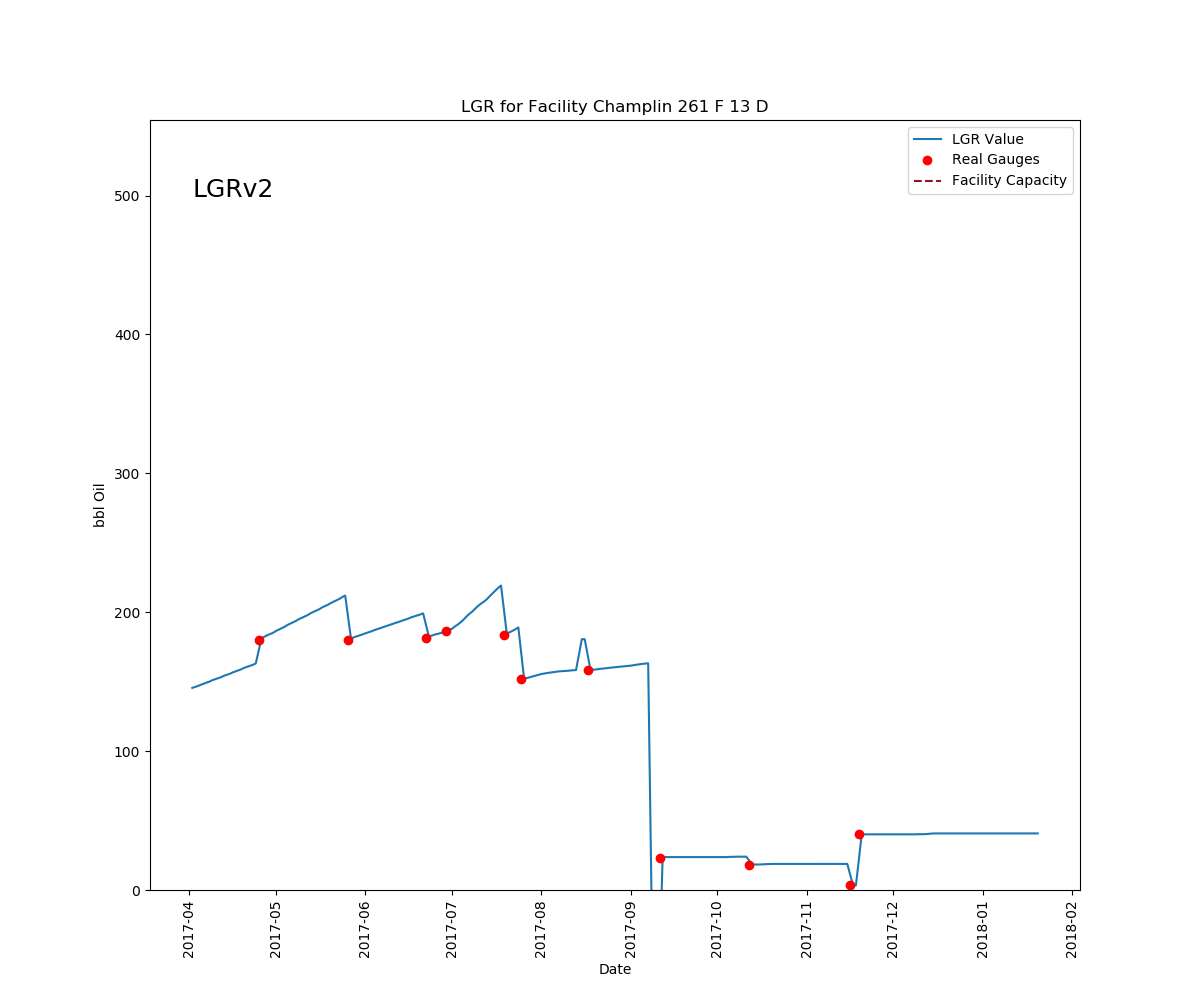 LGR for Facility Champlin 261 F 13 D
LGR Value
Real Gauges
Facility Capacity
LGRv2
500
400
300
200
100
0
bbl Oil
2017-04
2017-05
2017-06
2017-07
2017-08
2017-09
2017-10
2017-11
2017-12
2018-01
2018-02
Date